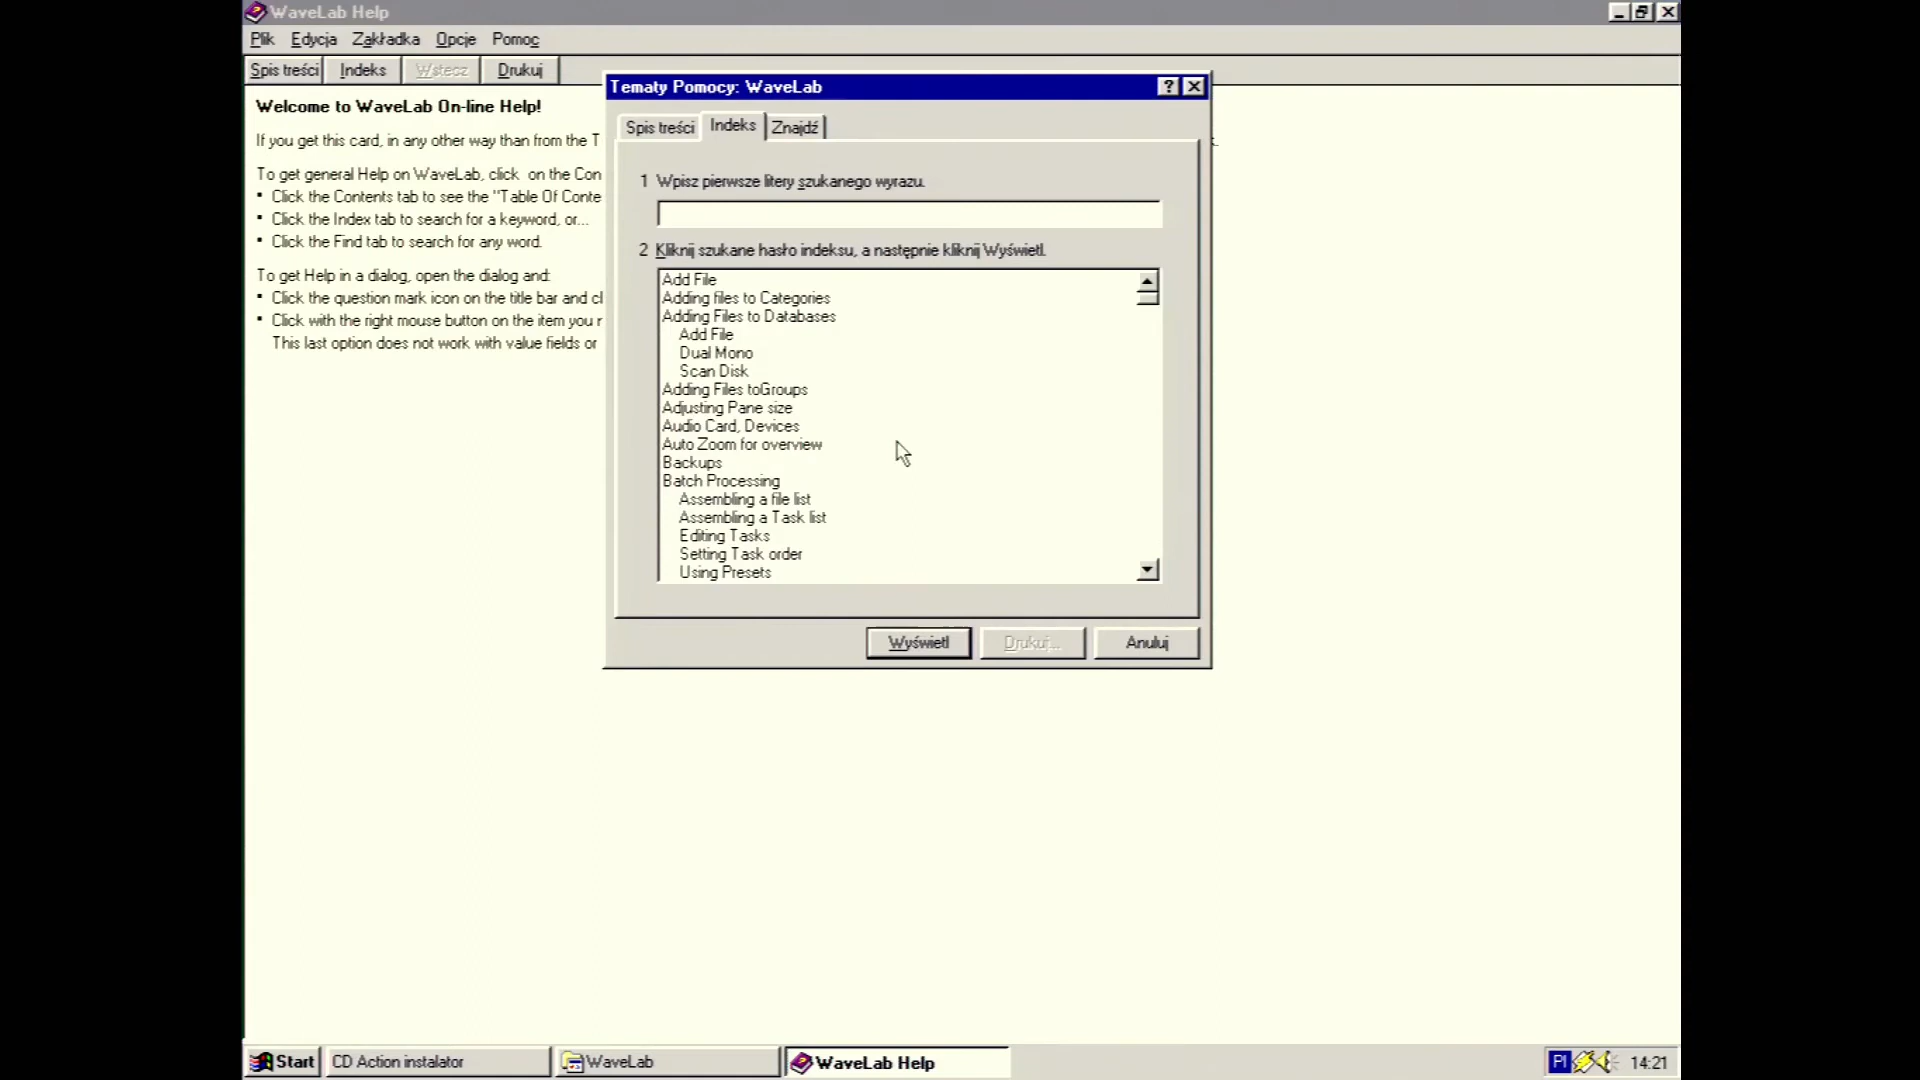 WaveLab Help
Plik Edycja Zakładka Opcje Pomoc
Spis treści Indeks Wstecz Drukuj
Welcome to WaveLab On-line Help!
If you get this card, in any other way than from the T
To get general Help on WaveLab, click on the Con
• Click the Contents tab to see the "Table Of Conte
• Click the Index tab to search for a keyword, or...
• Click the Find tab to search for any word.
To get Help in a dialog, open the dialog and:
• Click the question mark icon on the title bar and cl
• Click with the right mouse button on the item you r
This last option does not work with value fields or
Tematy Pomocy: WaveLab
Spis treści Indeks Znajdź
1 Wpisz pierwsze litery szukanego wyrazu.
2 Kliknij szukane hasło indeksu, a następnie kliknij Wyświetl.
Add File
Adding files to Categories
Adding Files to Databases
Add File
Dual Mono
Scan Disk
Adding Files toGroups
Adjusting Pane size
Audio Card, Devices
Auto Zoom for overview
Backups
Batch Processing
Assembling a file list
Assembling a Task list
Editing Tasks
Setting Task order
Using Presets
Wyświetl Drukuj... Anuluj
Start CD Action instalator WaveLab WaveLab Help Pl 14:21